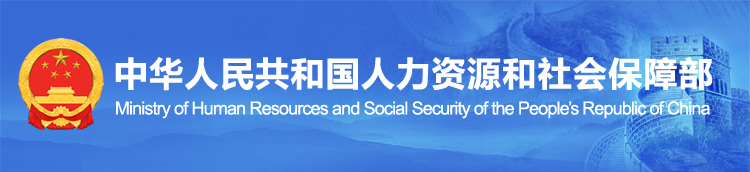 中华人民共和国人力资源和社会保障部
Ministry of Human Resources and Social Security of the People's Republic of China